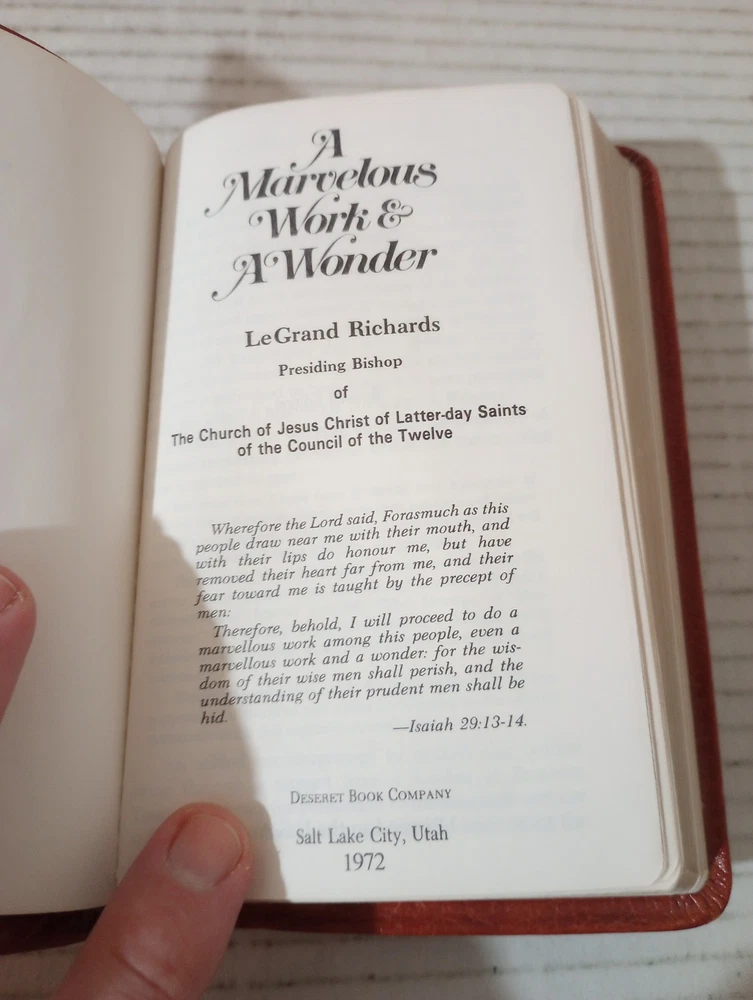 A
Marvelous
Work &
A Wonder
LeGrand Richards
Presiding Bishop
of
The Church of Jesus Christ of Latter-day Saints
of the Council of the Twelve
Wherefore the Lord said, Forasmuch as this
people draw near me with their mouth, and
with their lips do honour me, but have
removed their heart far from me, and their
fear toward me is taught by the precept of
men:
Therefore, behold, I will proceed to do a
marvellous work among this people, even a
marvellous work and a wonder: for the wis-
dom of their wise men shall perish, and the
understanding of their prudent men shall be
hid.
—Isaiah 29:13-14.
DESERET BOOK COMPANY
Salt Lake City, Utah
1972